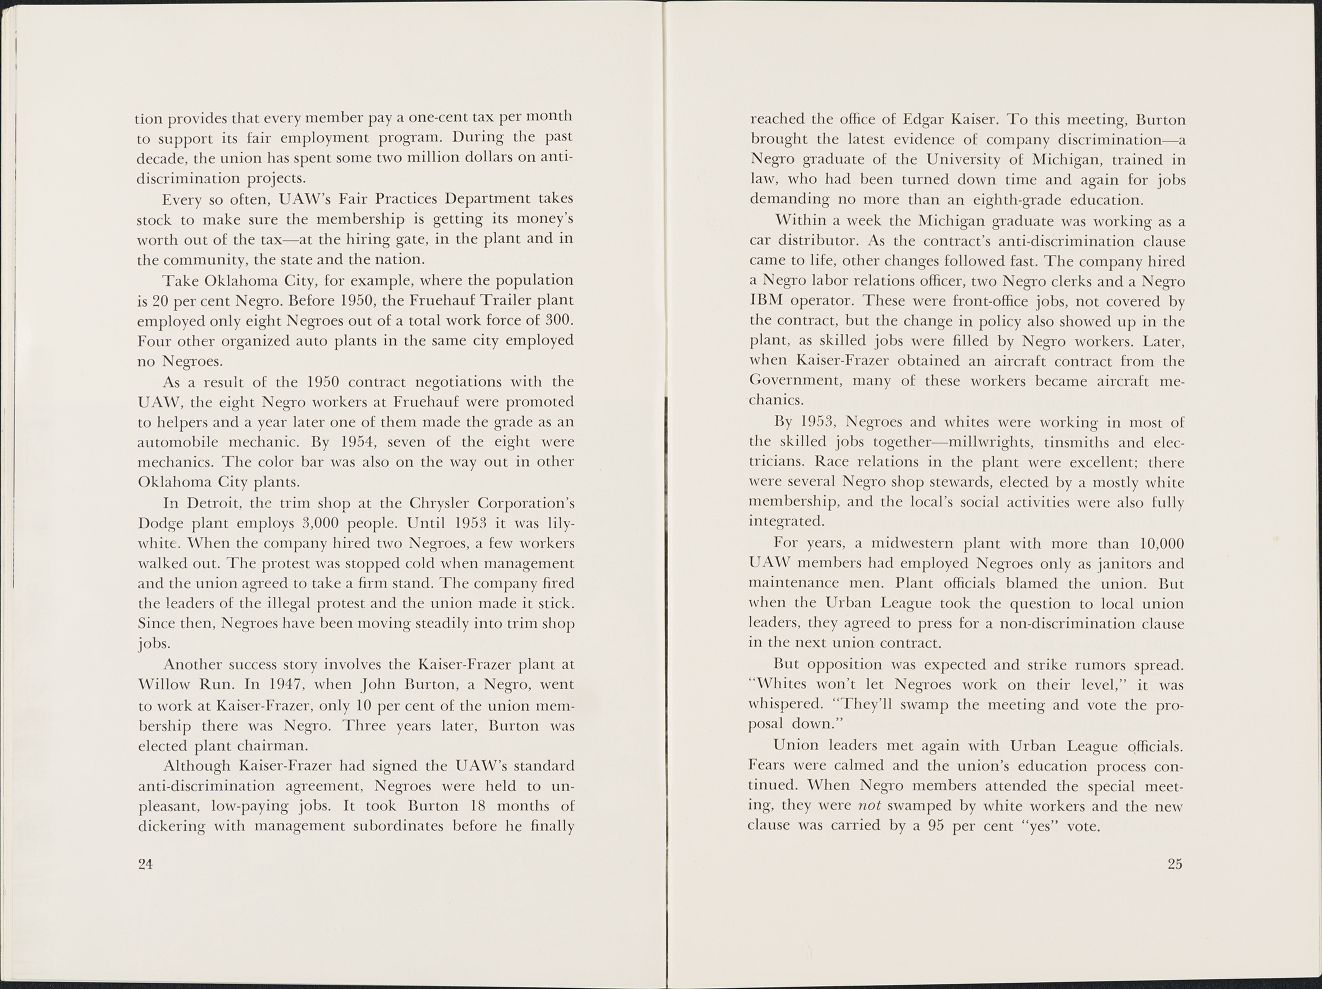 tion provides that every member pay a one-cent tax per month
to support its fair employment program. During the past
decade, the union has spent some two million dollars on anti-
discrimination projects.
Every so often, UAW's Fair Practices Department takes
stock to make sure the membership is getting its money's
worth out of the tax—at the hiring gate, in the plant and in
the community, the state and the nation.
Take Oklahoma City, for example, where the population
is 20 per cent Negro. Before 1950, the Fruehauf Trailer plant
employed only eight Negroes out of a total work force of 300.
Four other organized auto plants in the same city employed
no Negroes.
As a result of the 1950 contract negotiations with the
UAW, the eight Negro workers at Fruehauf were promoted
to helpers and a year later one of them made the grade as an
automobile mechanic. By 1954, seven of the eight were
mechanics. The color bar was also on the way out in other
Oklahoma City plants.
In Detroit, the trim shop at the Chrysler Corporation's
Dodge plant employs 3,000 people. Until 1953 it was lily-
white. When the company hired two Negroes, a few workers
walked out. The protest was stopped cold when management
and the union agreed to take a firm stand. The company fired
the leaders of the illegal protest and the union made it stick.
Since then, Negroes have been moving steadily into trim shop
jobs.
Another success story involves the Kaiser-Frazer plant at
Willow Run. In 1947, when John Burton, a Negro, went
to work at Kaiser-Frazer, only 10 per cent of the union mem-
bership there was Negro. Three years later, Burton was
elected plant chairman.
Although Kaiser-Frazer had signed the UAW's standard
anti-discrimination agreement, Negroes were held to un-
pleasant, low-paying jobs. It took Burton 18 months of
dickering with management subordinates before he finally
24
reached the office of Edgar Kaiser. To this meeting, Burton
brought the latest evidence of company discrimination—a
Negro graduate of the University of Michigan, trained in
law, who had been turned down time and again for jobs
demanding no more than an eighth-grade education.
Within a week the Michigan graduate was working as a
car distributor. As the contract's anti-discrimination clause
came to life, other changes followed fast. The company hired
a Negro labor relations officer, two Negro clerks and a Negro
IBM operator. These were front-office jobs, not covered by
the contract, but the change in policy also showed up in the
plant, as skilled jobs were filled by Negro workers. Later,
when Kaiser-Frazer obtained an aircraft contract from the
Government, many of these workers became aircraft me-
chanics.
By 1953, Negroes and whites were working in most of
the skilled jobs together—millwrights, tinsmiths and elec-
tricians. Race relations in the plant were excellent; there
were several Negro shop stewards, elected by a mostly white
membership, and the local's social activities were also fully
integrated.
For years, a midwestern plant with more than 10,000
UAW members had employed Negroes only as janitors and
maintenance men. Plant officials blamed the union. But
when the Urban League took the question to local union
leaders, they agreed to press for a non-discrimination clause
in the next union contract.
But opposition was expected and strike rumors spread.
"Whites won't let Negroes work on their level," it was
whispered. "They'll swamp the meeting and vote the pro-
posal down."
Union leaders met again with Urban League officials.
Fears were calmed and the union's education process con-
tinued. When Negro members attended the special meet-
ing, they were not swamped by white workers and the new
clause was carried by a 95 per cent "yes" vote.
25